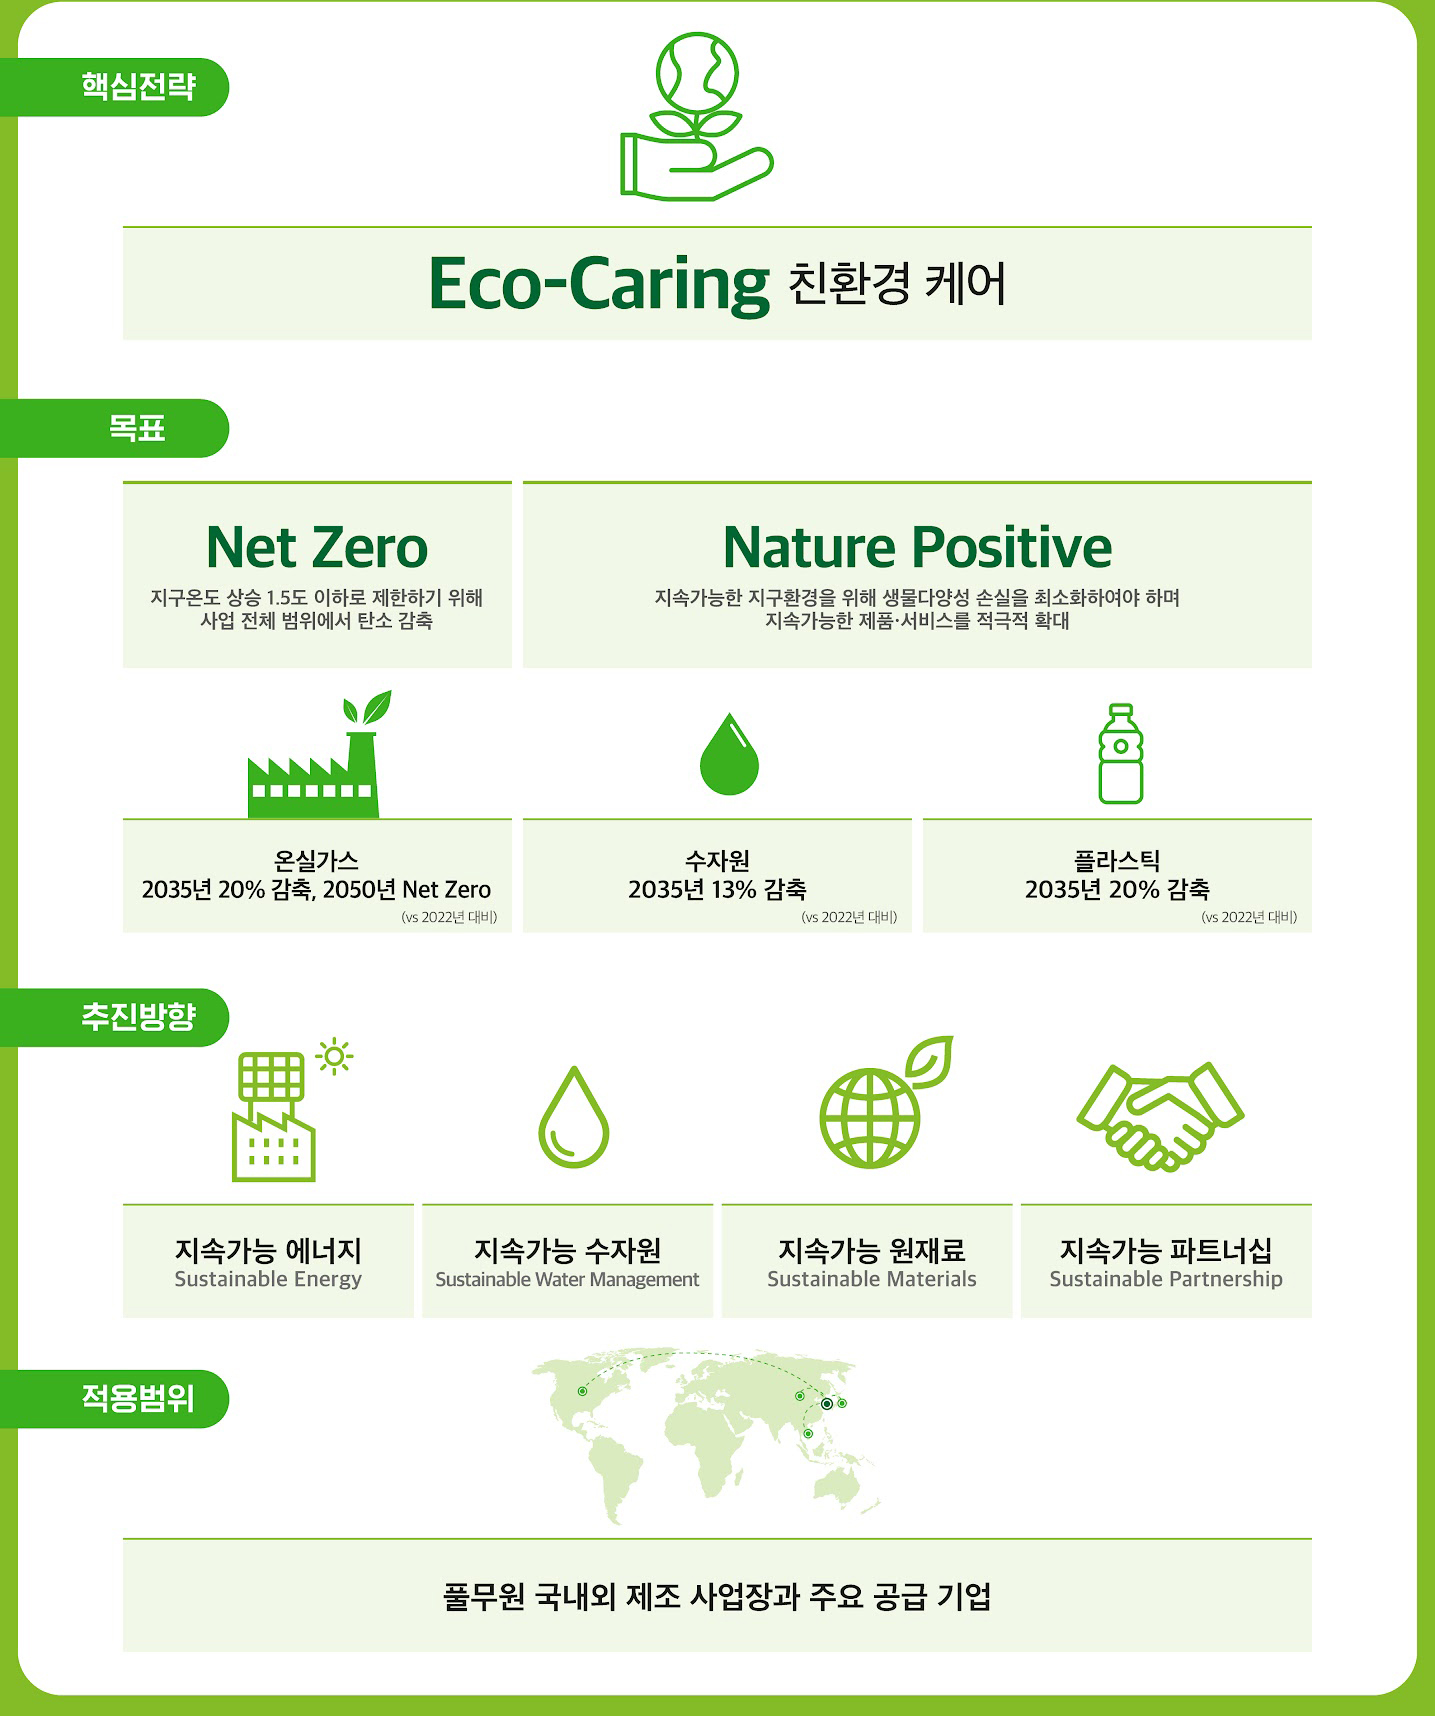 핵심전략
Eco-Caring 친환경 케어
목표
Net Zero
지구온도 상승 1.5도 이하로 제한하기 위해
사업 전체 범위에서 탄소 감축
Nature Positive
지속가능한 지구환경을 위해 생물다양성 손실을 최소화하여야 하며
지속가능한 제품·서비스를 적극적 확대
온실가스
2035년 20% 감축, 2050년 Net Zero
(vs 2022년 대비)
수자원
2035년 13% 감축
(vs 2022년 대비)
플라스틱
2035년 20% 감축
(vs 2022년 대비)
추진방향
지속가능 에너지
Sustainable Energy
지속가능 수자원
Sustainable Water Management
지속가능 원재료
Sustainable Materials
지속가능 파트너십
Sustainable Partnership
적용범위
풀무원 국내외 제조 사업장과 주요 공급 기업